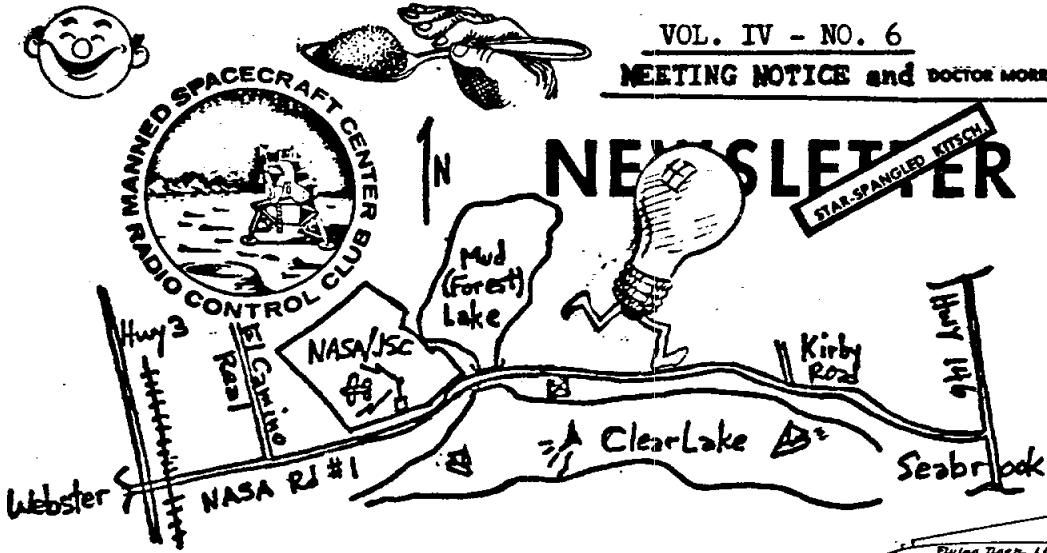 VOL. IV - NO. 6
MEETING NOTICE and DOCTOR MORR
MANNED SPACECRAFT CENTER
RADIO CONTROL CLUB
N
NEWSLETTER
STAR-SPANGLED KITSCH.
Mud
(Forest)
Lake
Hwy 3
El Camino
Real
NASA/JSC
Kirby
Road
Hwy 146
Clear Lake
Webster
NASA Rd #1
Seabrook